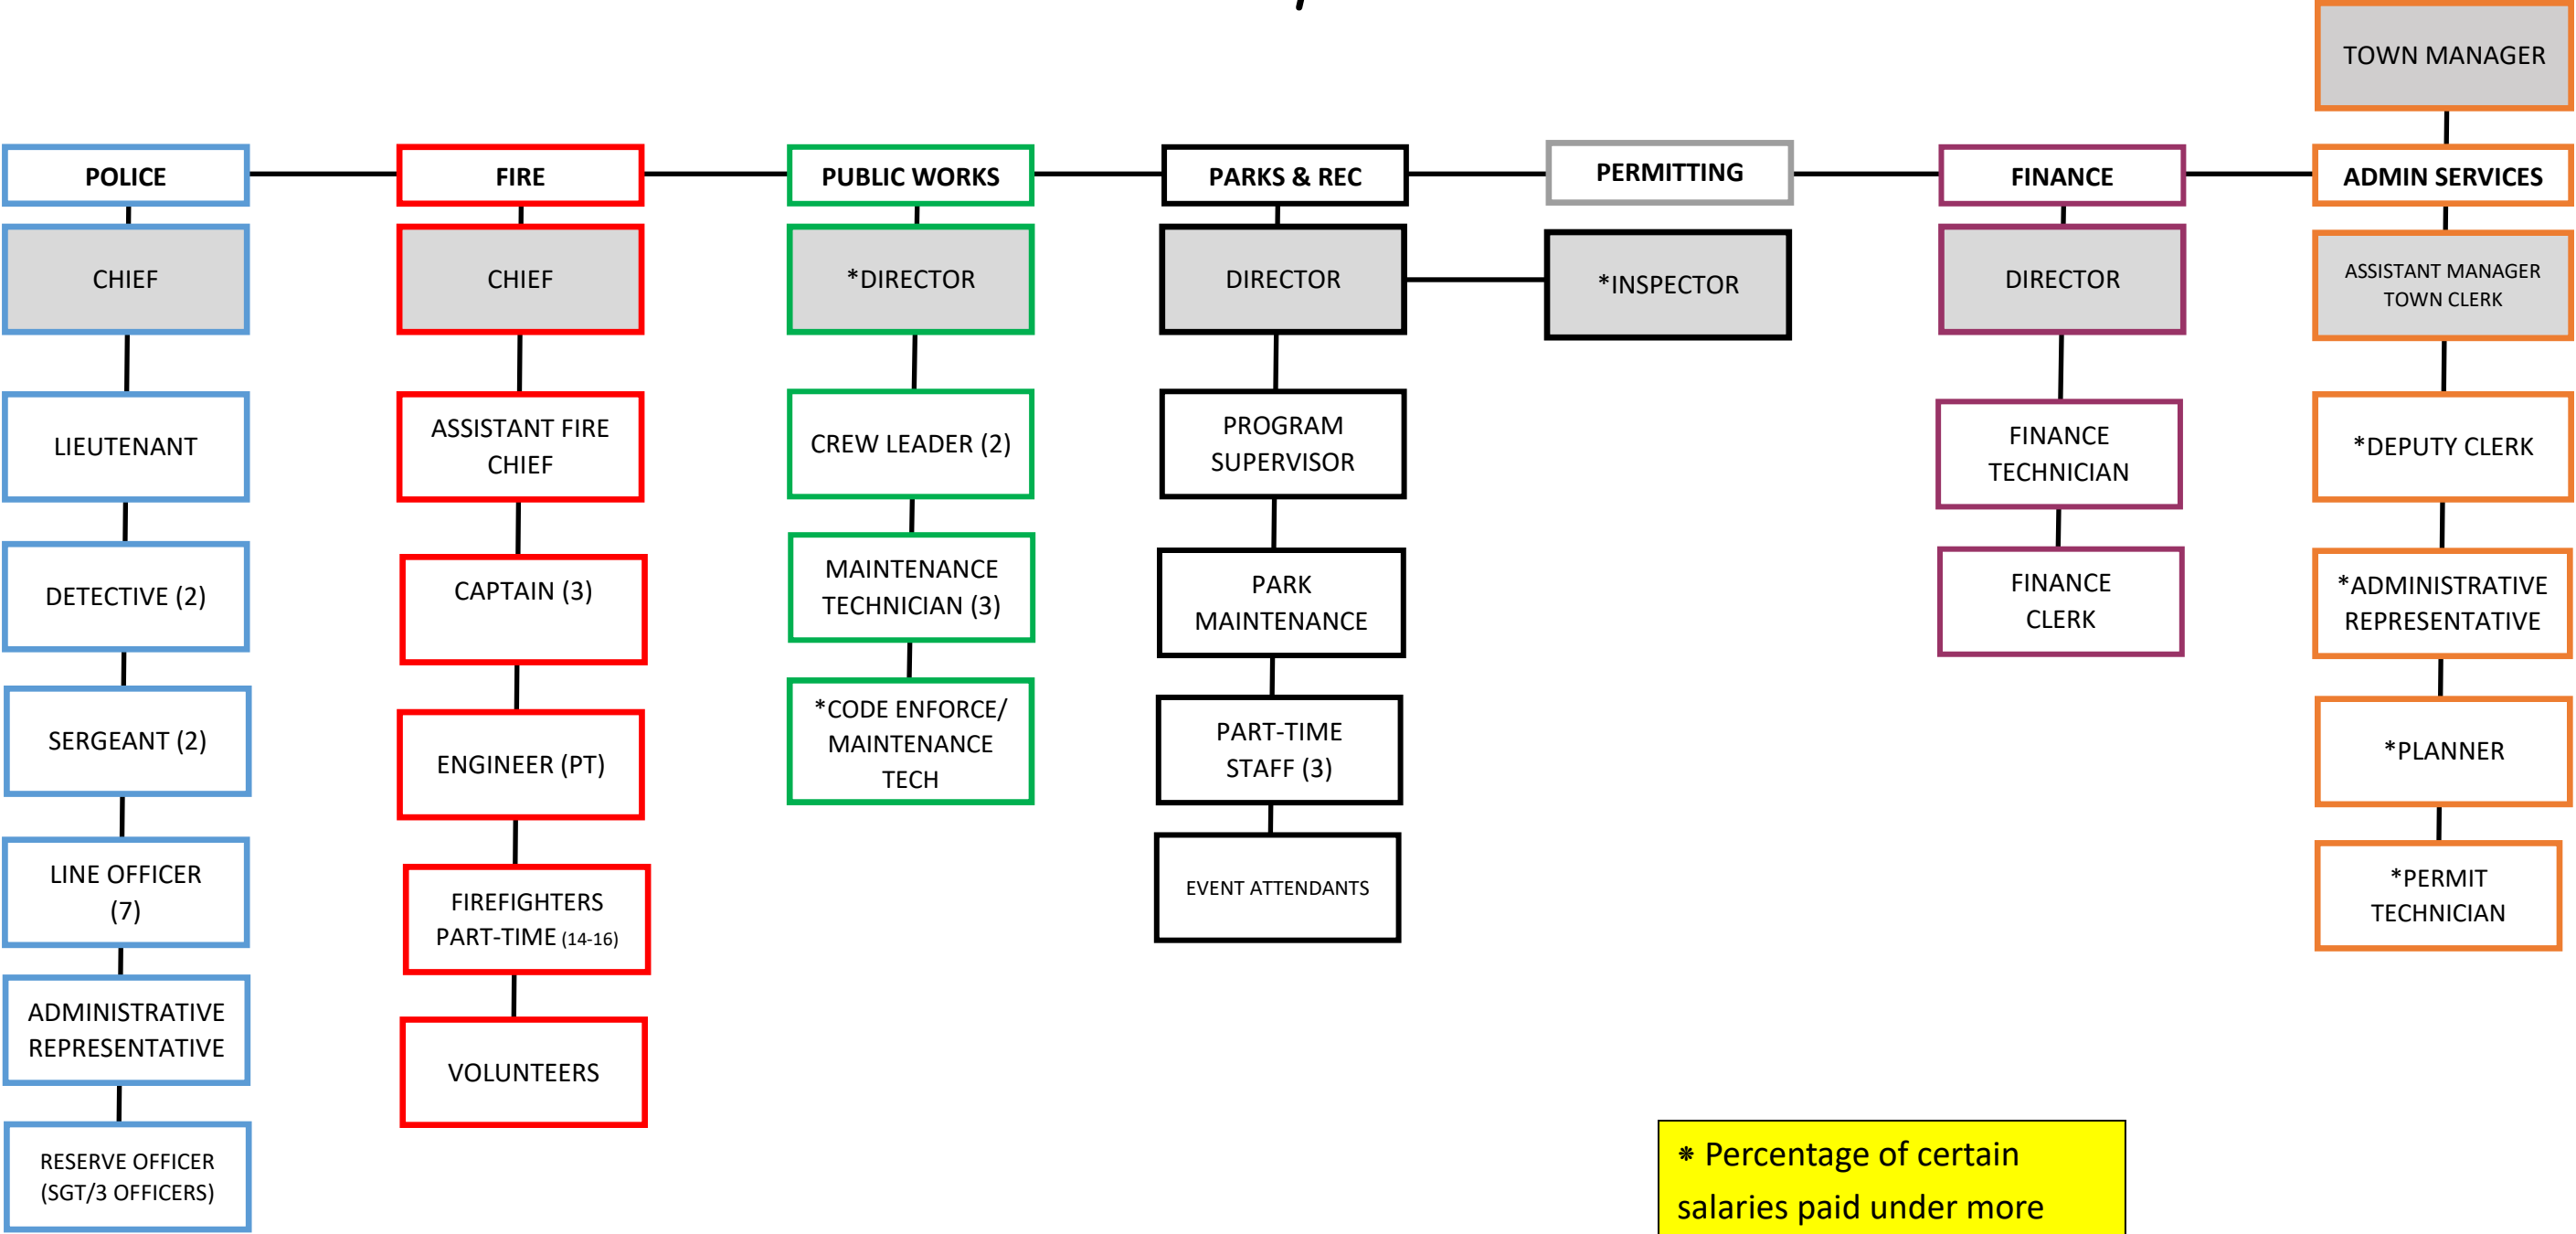 TOWN MANAGER
POLICE
FIRE
PUBLIC WORKS
PARKS & REC
PERMITTING
FINANCE
ADMIN SERVICES
CHIEF
CHIEF
*DIRECTOR
DIRECTOR
*INSPECTOR
DIRECTOR
ASSISTANT MANAGER
TOWN CLERK
LIEUTENANT
ASSISTANT FIRE
CHIEF
CREW LEADER (2)
PROGRAM
SUPERVISOR
FINANCE
TECHNICIAN
*DEPUTY CLERK
DETECTIVE (2)
CAPTAIN (3)
MAINTENANCE
TECHNICIAN (3)
PARK
MAINTENANCE
FINANCE
CLERK
*ADMINISTRATIVE
REPRESENTATIVE
SERGEANT (2)
ENGINEER (PT)
*CODE ENFORCE/
MAINTENANCE
TECH
PART-TIME
STAFF (3)
*PLANNER
LINE OFFICER
(7)
FIREFIGHTERS
PART-TIME (14-16)
EVENT ATTENDANTS
*PERMIT
TECHNICIAN
ADMINISTRATIVE
REPRESENTATIVE
VOLUNTEERS
RESERVE OFFICER
(SGT/3 OFFICERS)
* Percentage of certain
salaries paid under more